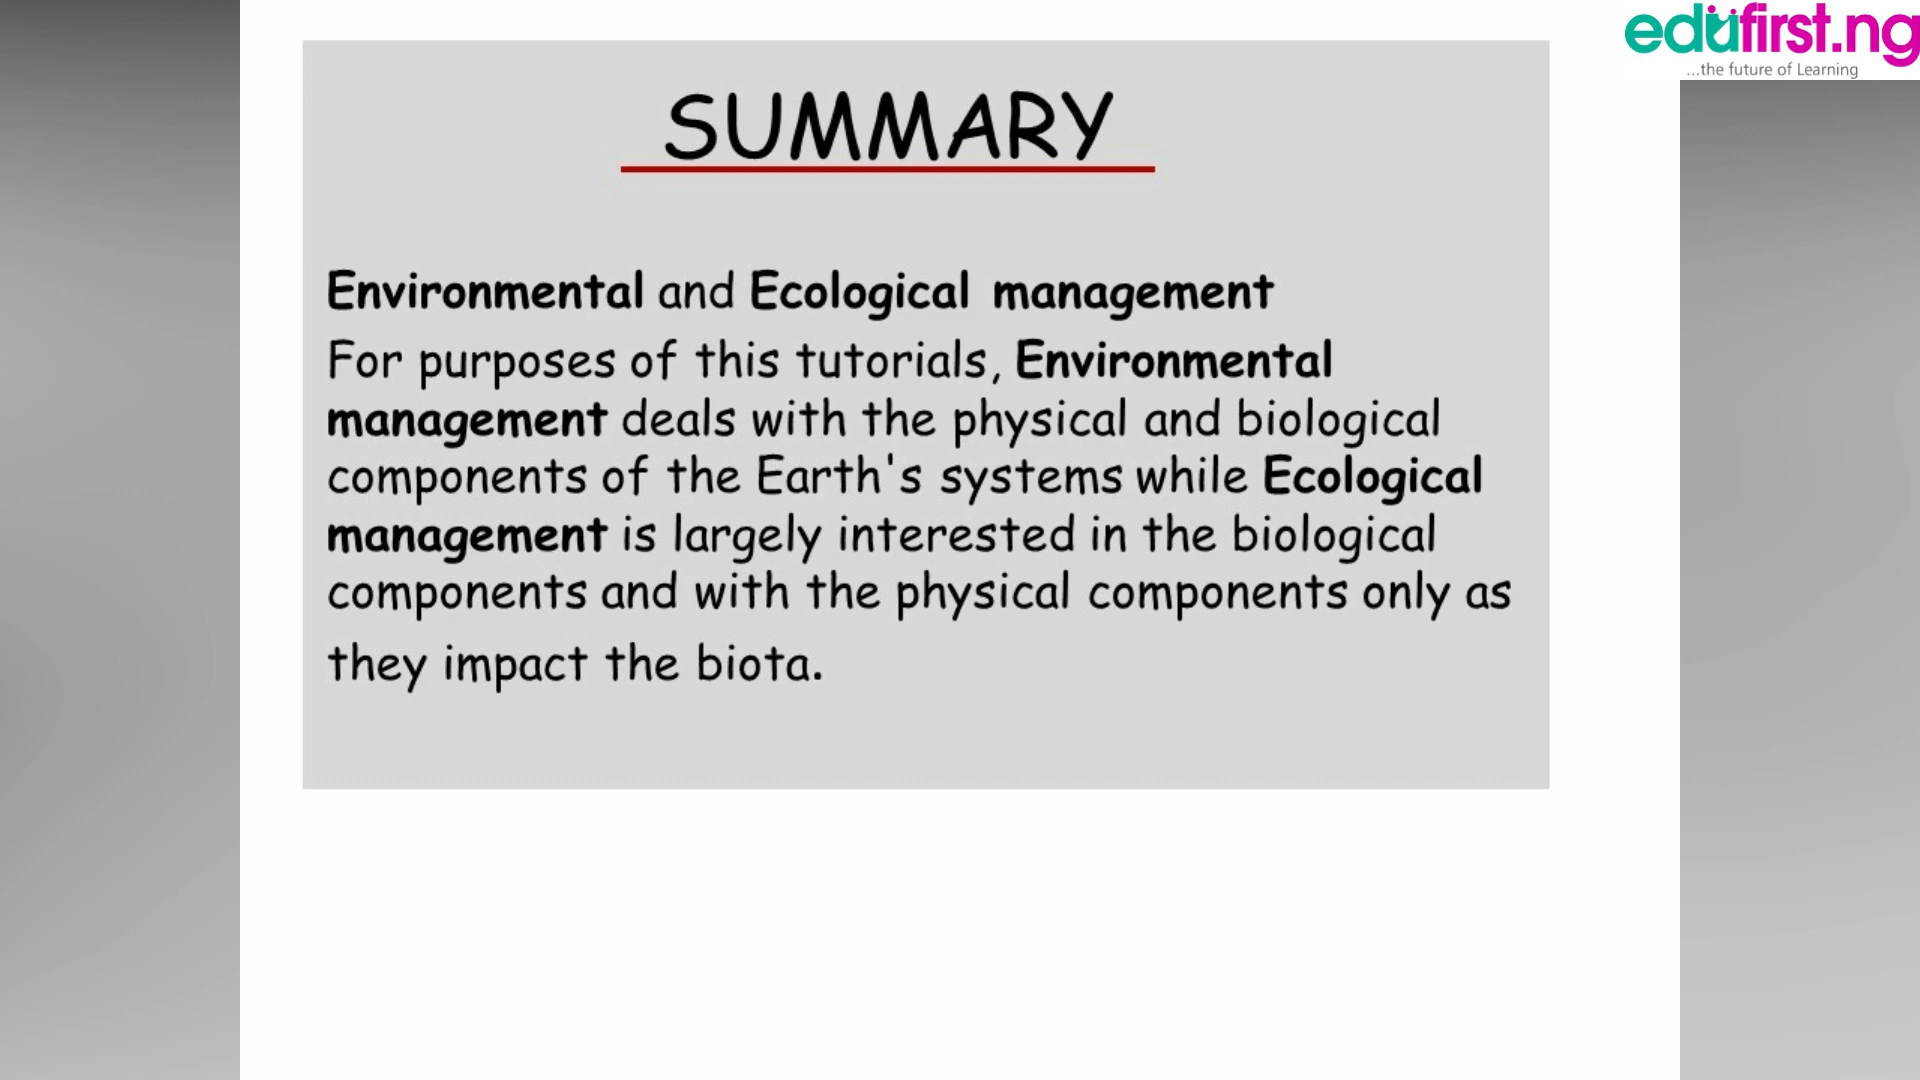 edufirst.ng
...the future of Learning
SUMMARY
Environmental and Ecological management
For purposes of this tutorials, Environmental
management deals with the physical and biological
components of the Earth's systems while Ecological
management is largely interested in the biological
components and with the physical components only as
they impact the biota.